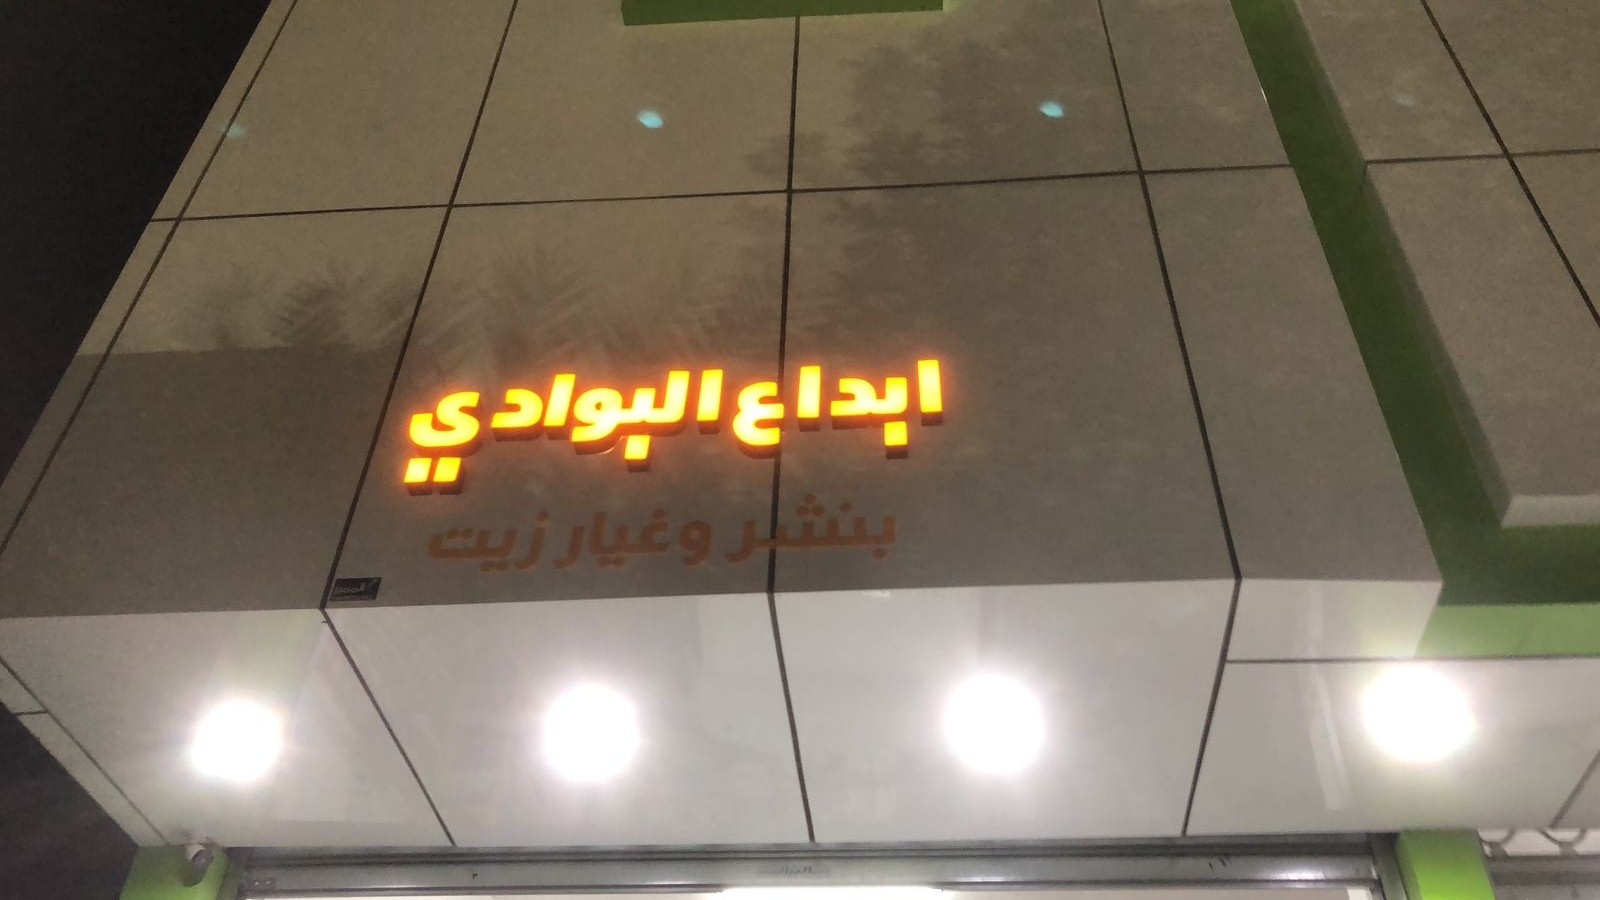 ابداع البوادي
بنشر وغيار زيت